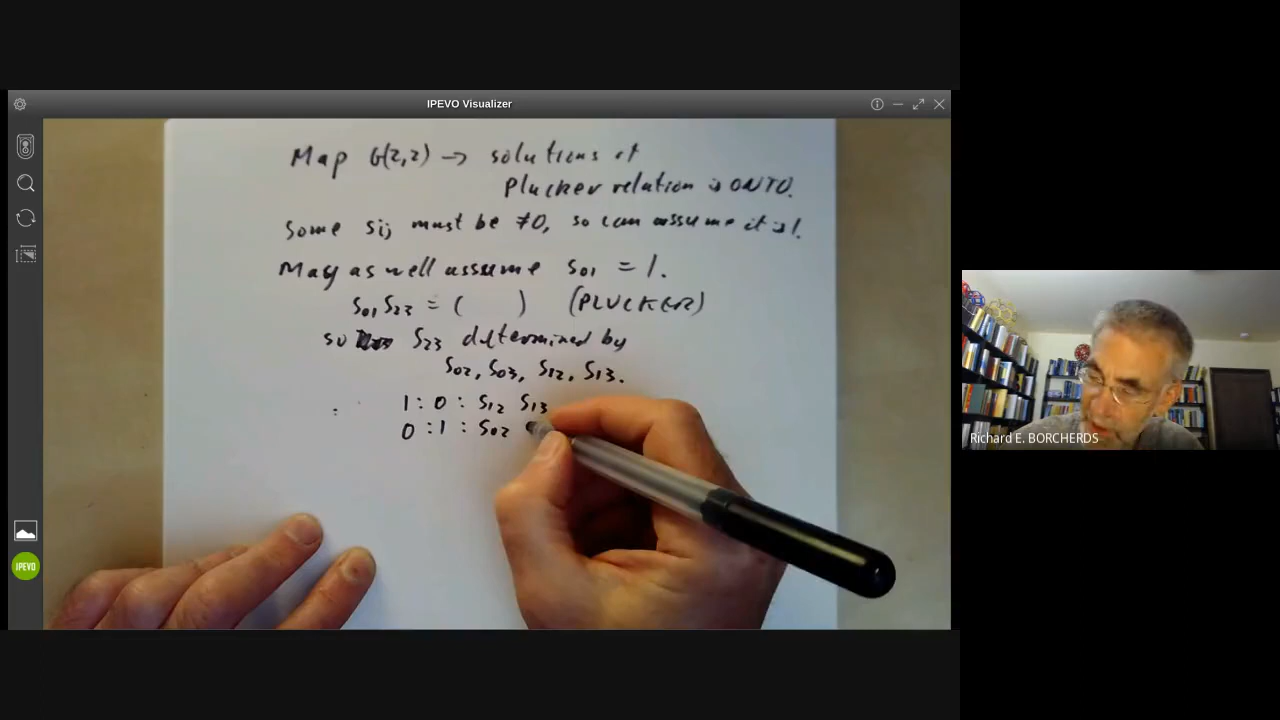 IPEVO Visualizer
Map G(2,2) → solutions of
Plucker relation is ONTO.
Some sij must be ≠0, so can assume it is 1.
May as well assume s01 = 1.
s01 s23 = (    )    (PLUCKER)
so s23 determined by
s02, s03, s12, s13.
1 : 0 : s12 s13
0 : 1 : s02
IPEVO
Richard E. BORCHERDS